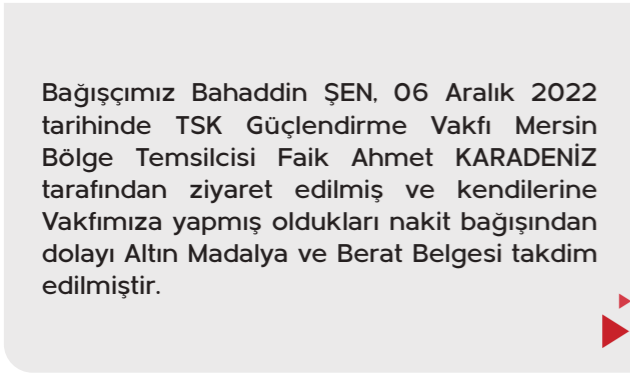 Bağışçımız Bahaddin ŞEN, 06 Aralık 2022
tarihinde TSK Güçlendirme Vakfı Mersin
Bölge Temsilcisi Faik Ahmet KARADENİZ
tarafından ziyaret edilmiş ve kendilerine
Vakfımıza yapmış oldukları nakit bağışından
dolayı Altın Madalya ve Berat Belgesi takdim
edilmiştir.